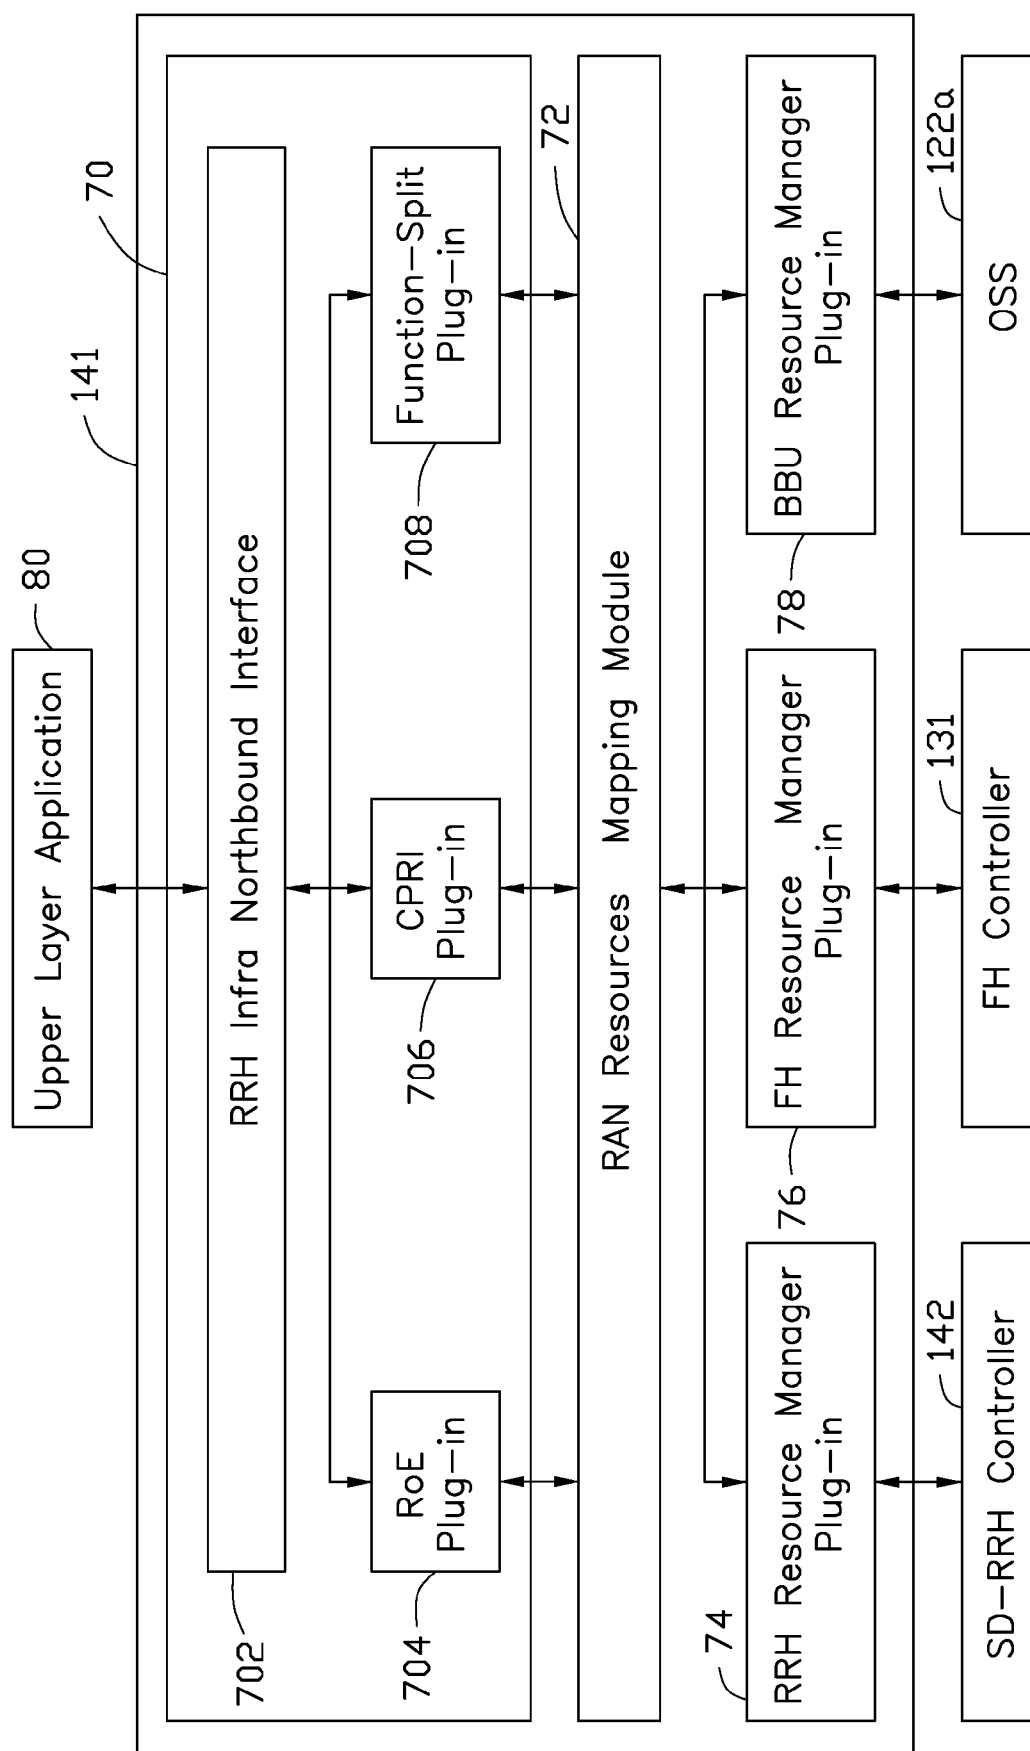 Upper Layer Application
80
141
70
RRH Infra Northbound Interface
702
RoE
Plug-in
704
CPRI
Plug-in
706
Function-Split
Plug-in
708
RAN Resources Mapping Module
72
RRH Resource Manager
Plug-in
74
FH Resource Manager
Plug-in
76
BBU Resource Manager
Plug-in
78
SD-RRH Controller
142
FH Controller
131
OSS
122a